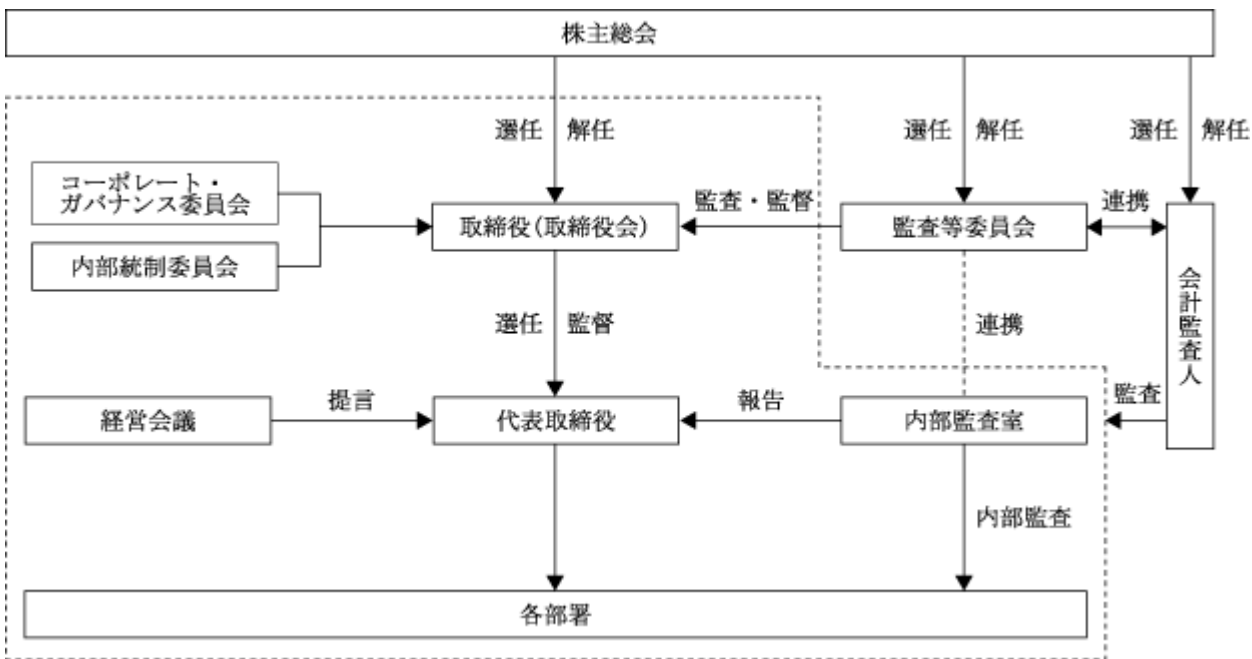 株主総会
選任 解任
選任 解任
選任 解任
コーポレート・
ガバナンス委員会
内部統制委員会
取締役(取締役会)
監査・監督
監査等委員会
連携
会計監査人
選任 監督
連携
経営会議
提言
代表取締役
報告
内部監査室
監査
内部監査
各部署